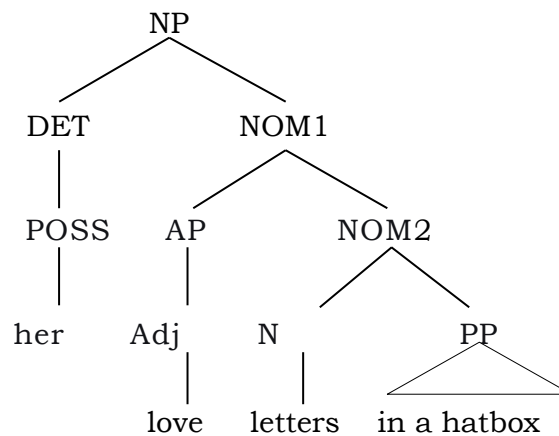 NP
DET NOM1
POSS AP NOM2
her Adj N PP
love letters in a hatbox